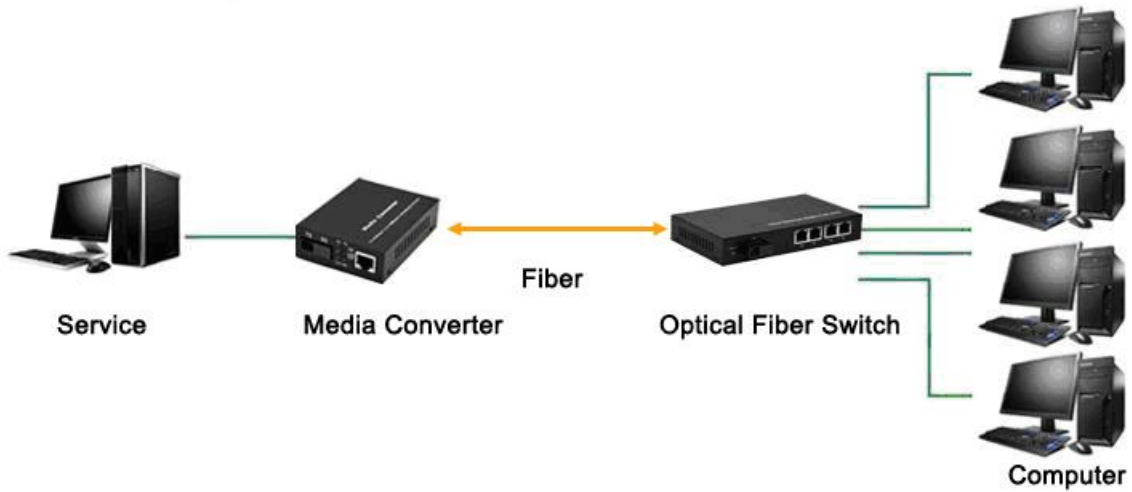 Service
Media Converter
Fiber
Optical Fiber Switch
Computer